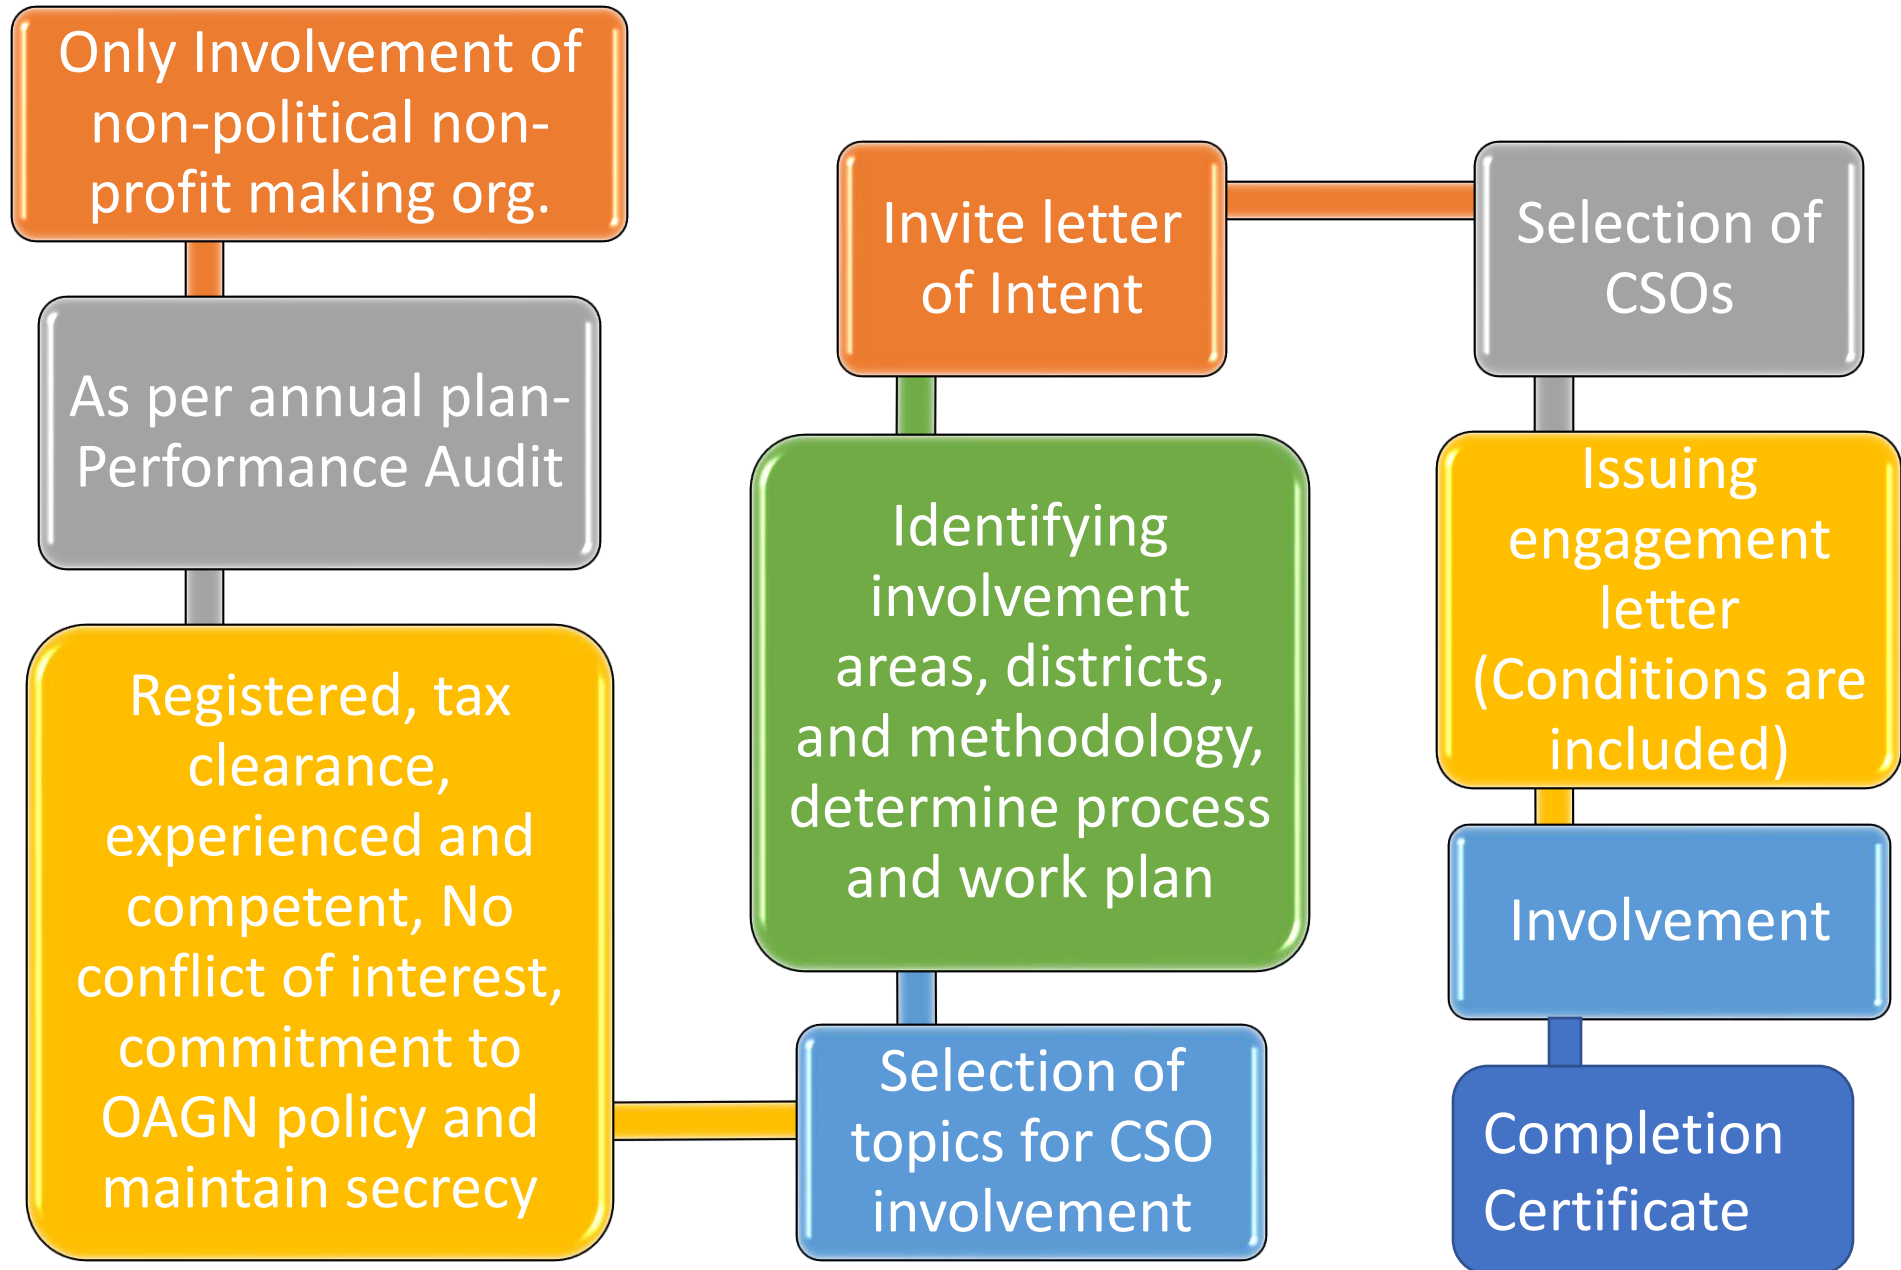 Only Involvement of
non-political non-
profit making org.
As per annual plan-
Performance Audit
Registered, tax
clearance,
experienced and
competent, No
conflict of interest,
commitment to
OAGN policy and
maintain secrecy
Selection of
topics for CSO
involvement
Identifying
involvement
areas, districts,
and methodology,
determine process
and work plan
Invite letter
of Intent
Selection of
CSOs
Issuing
engagement
letter
(Conditions are
included)
Involvement
Completion
Certificate